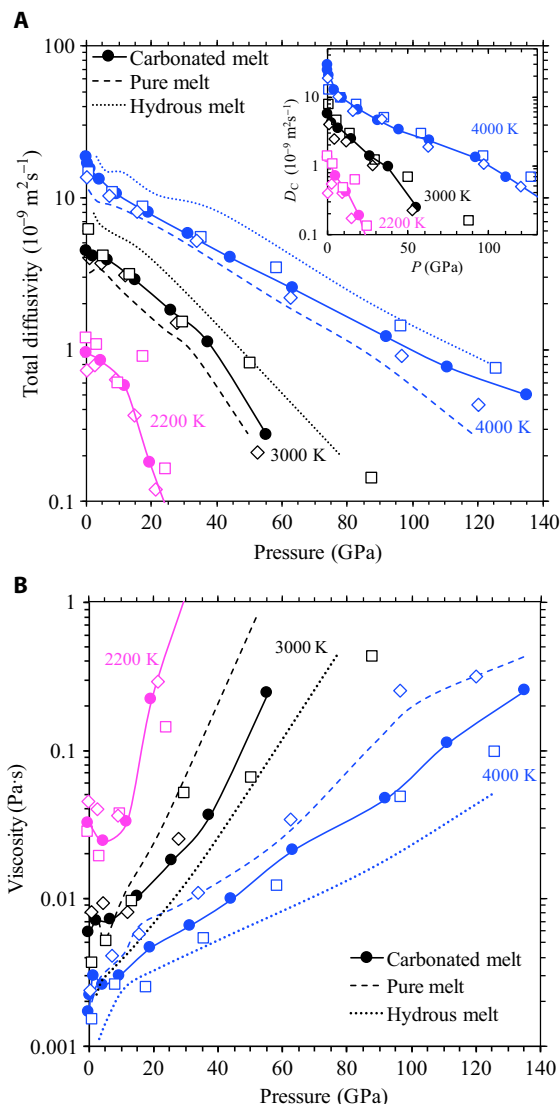 A
100
10
1
0.1
Total diffusivity (10⁻⁹ m² s⁻¹)
Carbonated melt
Pure melt
Hydrous melt
2200 K
3000 K
4000 K
0 20 40 60 80 100 120 140
Pressure (GPa)
10
1
0.1
D_C (10⁻⁹ m²s⁻¹)
4000 K
3000 K
2200 K
0 50 100
P (GPa)
B
1
0.1
0.01
0.001
Viscosity (Pa·s)
2200 K
3000 K
4000 K
Carbonated melt
Pure melt
Hydrous melt
0 20 40 60 80 100 120 140
Pressure (GPa)